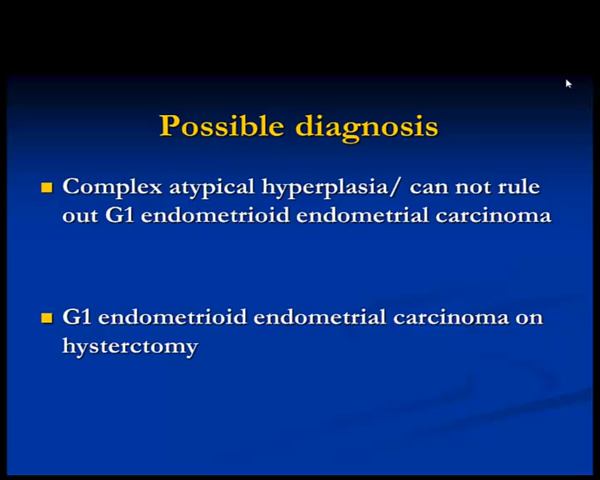 Possible diagnosis
Complex atypical hyperplasia/ can not rule
out G1 endometrioid endometrial carcinoma
G1 endometrioid endometrial carcinoma on
hysterctomy